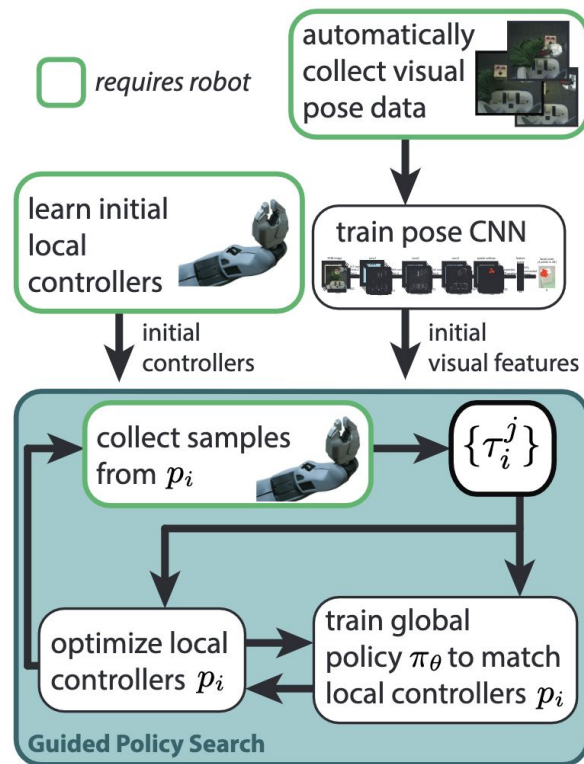 requires robot
automatically
collect visual
pose data
learn initial
local
controllers
train pose CNN
initial
controllers
initial
visual features
collect samples
from p_i
{τ_i^j}
optimize local
controllers p_i
train global
policy π_θ to match
local controllers p_i
Guided Policy Search